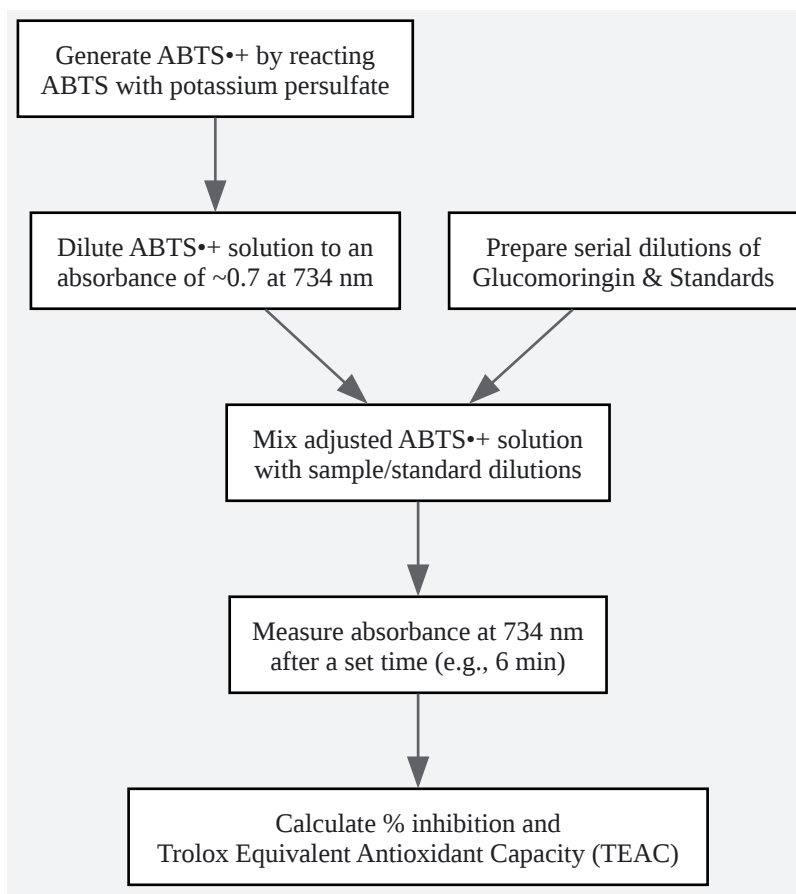 Generate ABTS•+ by reacting
ABTS with potassium persulfate
Dilute ABTS•+ solution to an
absorbance of ~0.7 at 734 nm
Prepare serial dilutions of
Glucomoringin & Standards
Mix adjusted ABTS•+ solution
with sample/standard dilutions
Measure absorbance at 734 nm
after a set time (e.g., 6 min)
Calculate % inhibition and
Trolox Equivalent Antioxidant Capacity (TEAC)